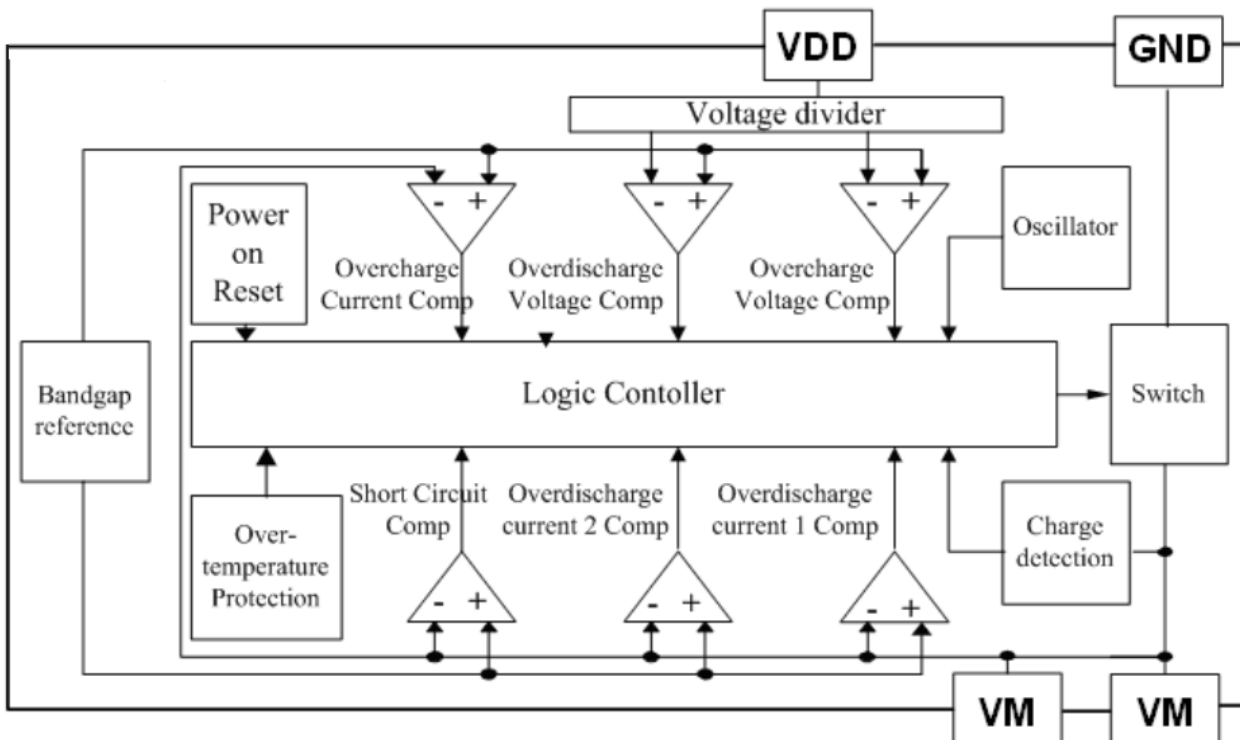 VDD
GND
Voltage divider
- +
- +
- +
Power
on
Reset
Oscillator
Overcharge
Current Comp
Overdischarge
Voltage Comp
Overcharge
Voltage Comp
Bandgap
reference
Logic Contoller
Switch
Short Circuit
Comp
Overdischarge
current 2 Comp
Overdischarge
current 1 Comp
Over-
temperature
Protection
Charge
detection
- +
- +
- +
VM
VM